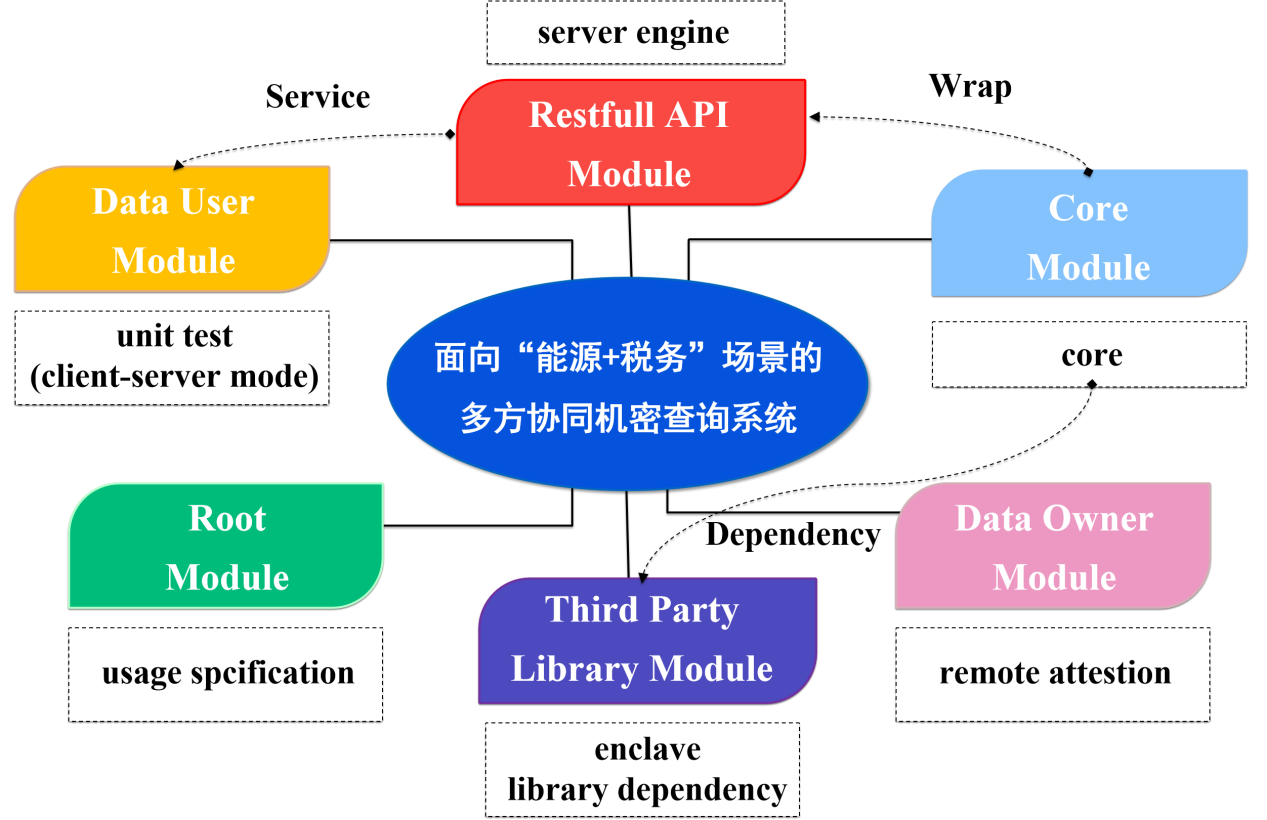 server engine
Service
Wrap
Restfull API
Module
Data User
Module
Core
Module
unit test
(client-server mode)
面向“能源+税务”场景的
多方协同机密查询系统
core
Root
Module
Dependency
Data Owner
Module
Third Party
Library Module
usage spcification
remote attestion
enclave
library dependency